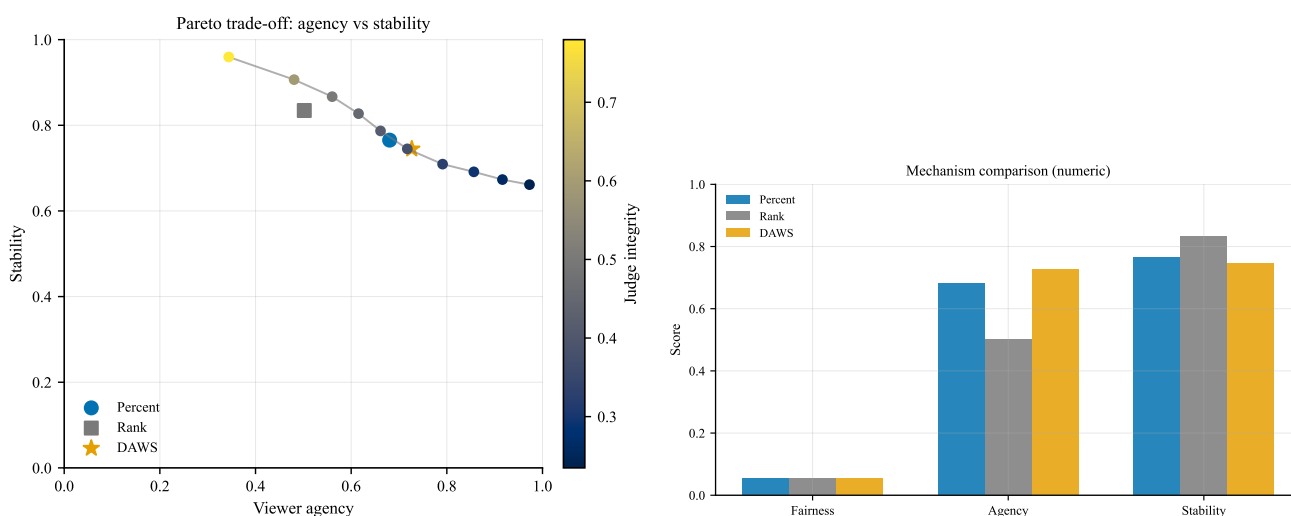 Pareto trade-off: agency vs stability
1.0
0.8
0.6
0.4
0.2
0.0
Stability
0.0 0.2 0.4 0.6 0.8 1.0
Viewer agency
Percent
Rank
DAWS
0.7
0.6
0.5
0.4
0.3
Judge integrity
Mechanism comparison (numeric)
1.0
0.8
0.6
0.4
0.2
0.0
Score
Percent
Rank
DAWS
Fairness Agency Stability